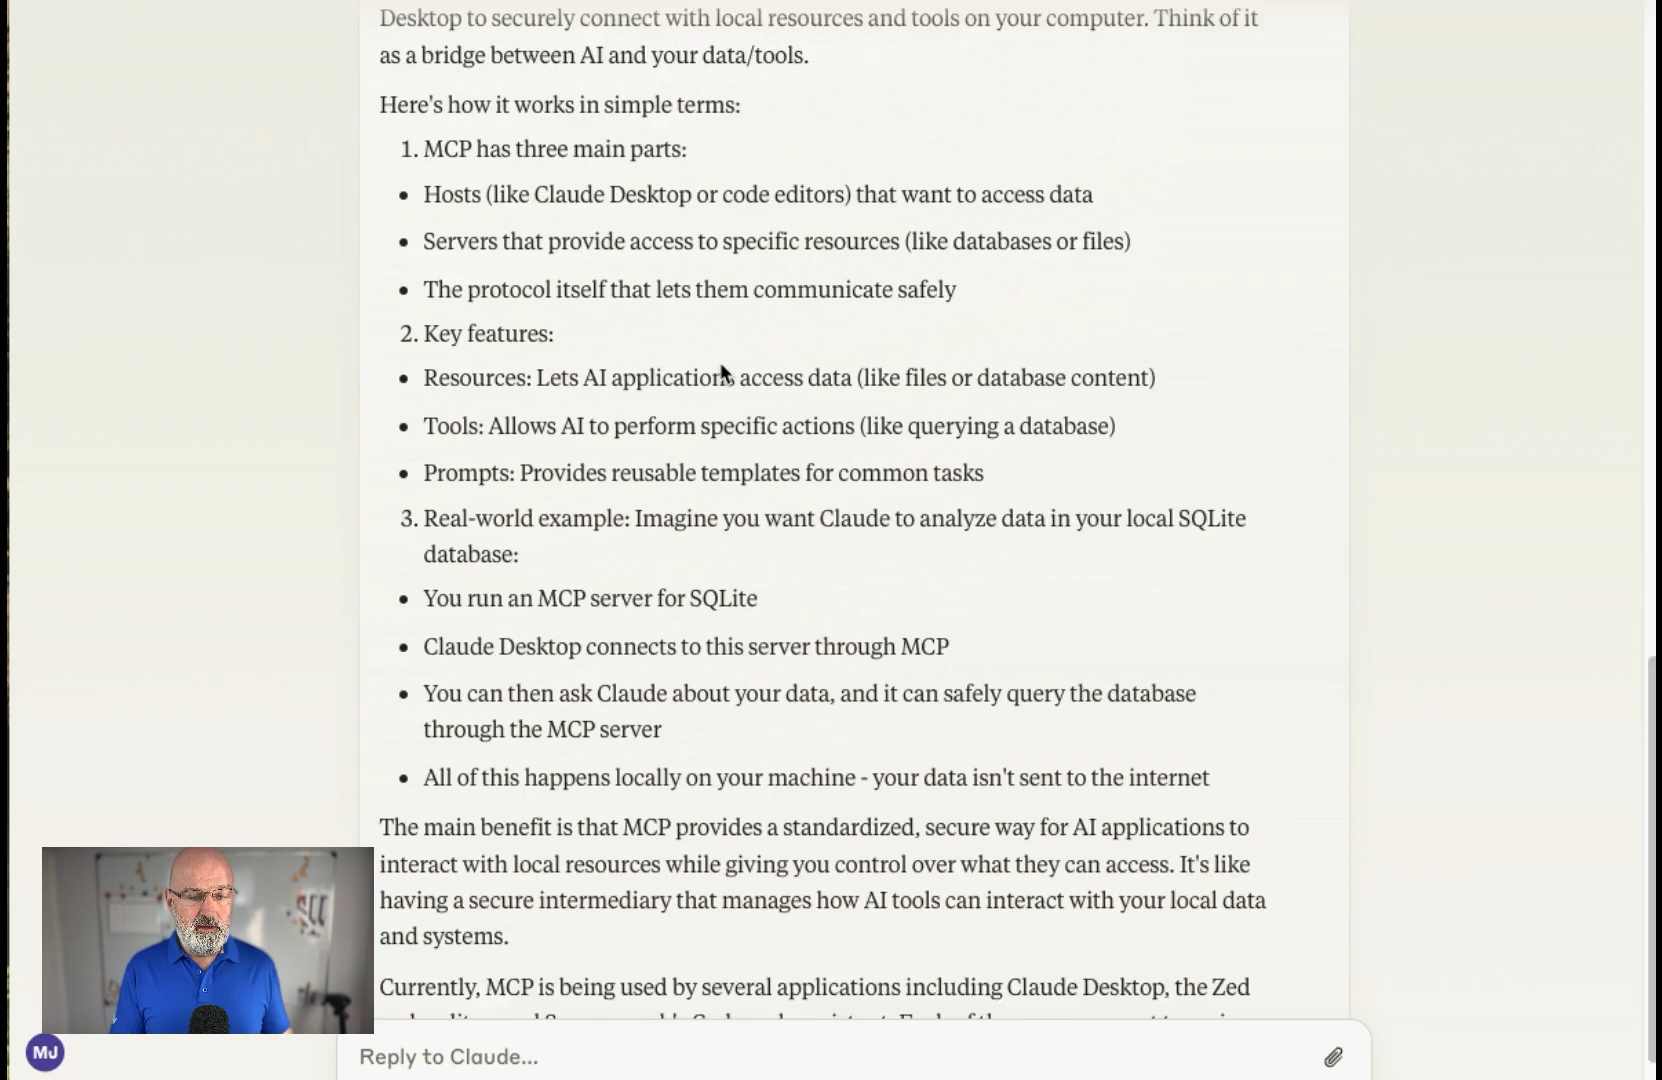 Desktop to securely connect with local resources and tools on your computer. Think of it
as a bridge between AI and your data/tools.
Here's how it works in simple terms:
1. MCP has three main parts:
• Hosts (like Claude Desktop or code editors) that want to access data
• Servers that provide access to specific resources (like databases or files)
• The protocol itself that lets them communicate safely
2. Key features:
• Resources: Lets AI applications access data (like files or database content)
• Tools: Allows AI to perform specific actions (like querying a database)
• Prompts: Provides reusable templates for common tasks
3. Real-world example: Imagine you want Claude to analyze data in your local SQLite
database:
• You run an MCP server for SQLite
• Claude Desktop connects to this server through MCP
• You can then ask Claude about your data, and it can safely query the database
through the MCP server
• All of this happens locally on your machine - your data isn't sent to the internet
The main benefit is that MCP provides a standardized, secure way for AI applications to
interact with local resources while giving you control over what they can access. It's like
having a secure intermediary that manages how AI tools can interact with your local data
and systems.
Currently, MCP is being used by several applications including Claude Desktop, the Zed
MJ
Reply to Claude...